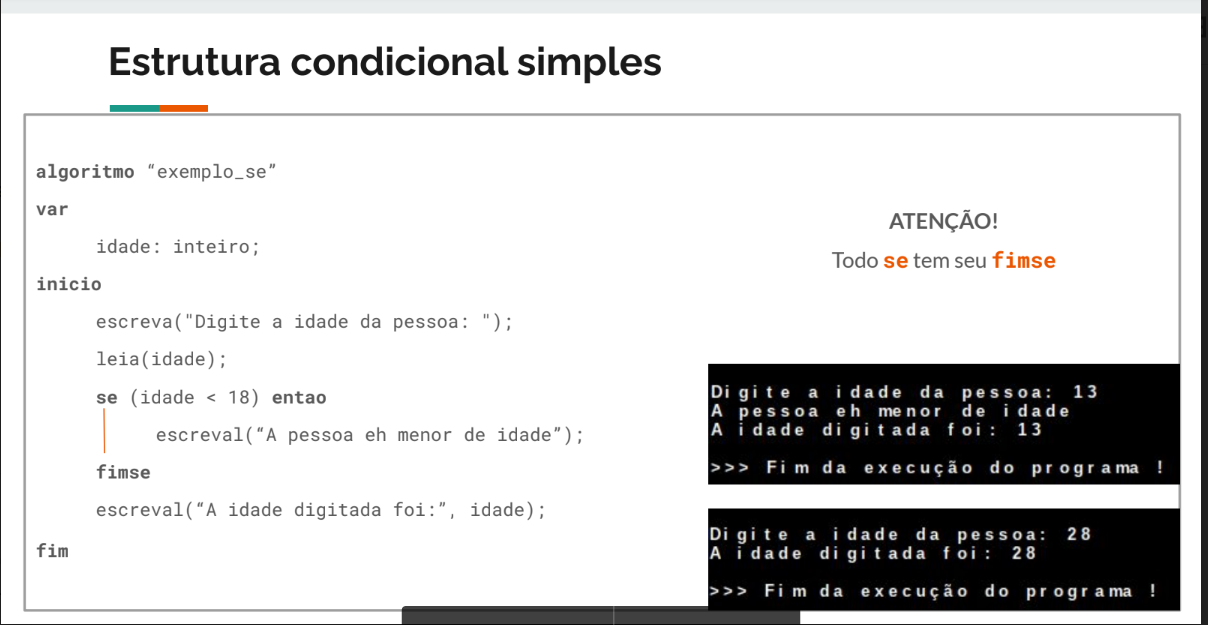 Estrutura condicional simples
algoritmo “exemplo_se”
var
idade: inteiro;
inicio
escreva("Digite a idade da pessoa: ");
leia(idade);
se (idade < 18) entao
escreval(“A pessoa eh menor de idade”);
fimse
escreval(“A idade digitada foi:”, idade);
fim
ATENÇÃO!
Todo se tem seu fimse
Digite a idade da pessoa: 13
A pessoa eh menor de idade
A idade digitada foi: 13
>>> Fim da execução do programa !
Digite a idade da pessoa: 28
A idade digitada foi: 28
>>> Fim da execução do programa !